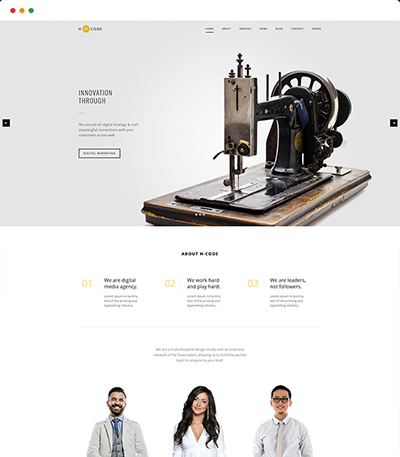 H CODE
HOME ABOUT SERVICES WORK BLOG CONTACT
INNOVATION
THROUGH
We consult on digital strategy & craft
meaningful connections with your
customers across web.
DIGITAL MARKETING
ABOUT H-CODE
01 We are digital
media agency.
Lorem Ipsum is dummy
text of the printing and
typesetting industry.
02 We work hard
and play hard.
Lorem Ipsum is dummy
text of the printing and
typesetting industry.
03 We are leaders,
not followers.
Lorem Ipsum is dummy
text of the printing and
typesetting industry.
We are a multi-discipline design studio with an extensive
network of the finest talent, allowing us to build the perfect
team to respond to your brief.